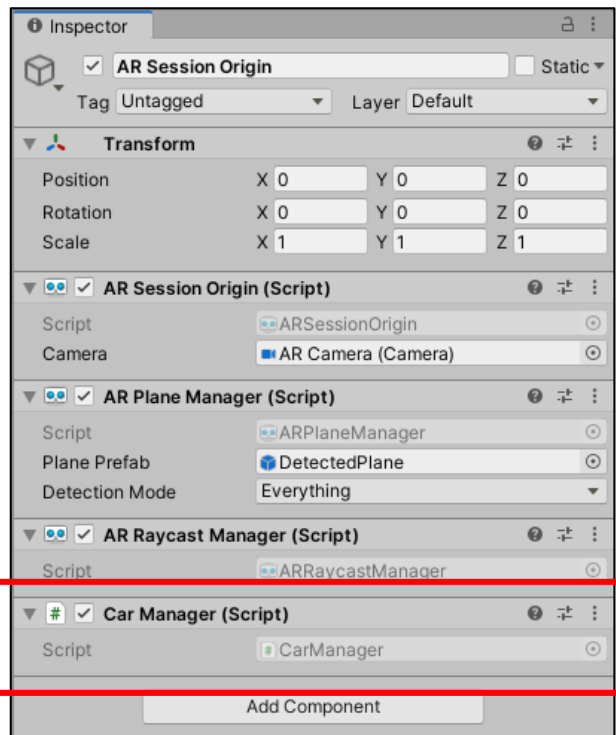 Inspector
AR Session Origin Static
Tag Untagged Layer Default
Transform
Position X 0 Y 0 Z 0
Rotation X 0 Y 0 Z 0
Scale X 1 Y 1 Z 1
AR Session Origin (Script)
Script ARSessionOrigin
Camera AR Camera (Camera)
AR Plane Manager (Script)
Script ARPlaneManager
Plane Prefab DetectedPlane
Detection Mode Everything
AR Raycast Manager (Script)
Script ARRaycastManager
# Car Manager (Script)
Script # CarManager
Add Component